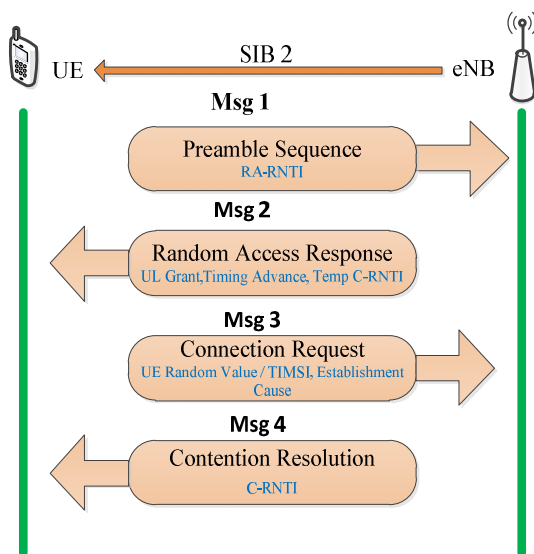 SIB 2
UE
eNB
Msg 1
Preamble Sequence
RA-RNTI
Msg 2
Random Access Response
UL Grant,Timing Advance, Temp C-RNTI
Msg 3
Connection Request
UE Random Value / TIMSI, Establishment
Cause
Msg 4
Contention Resolution
C-RNTI